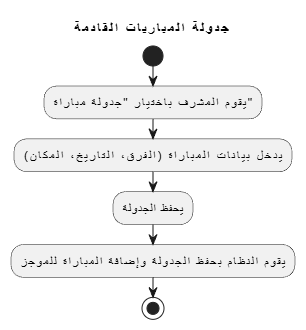 جدولة المباريات القادمة
يقوم المشرف باختيار "جدولة مباراة"
يدخل بيانات المباراة (الفرق، التاريخ، المكان)
يحفظ الجدولة
يقوم النظام بحفظ الجدولة وإضافة المباراة للموجز